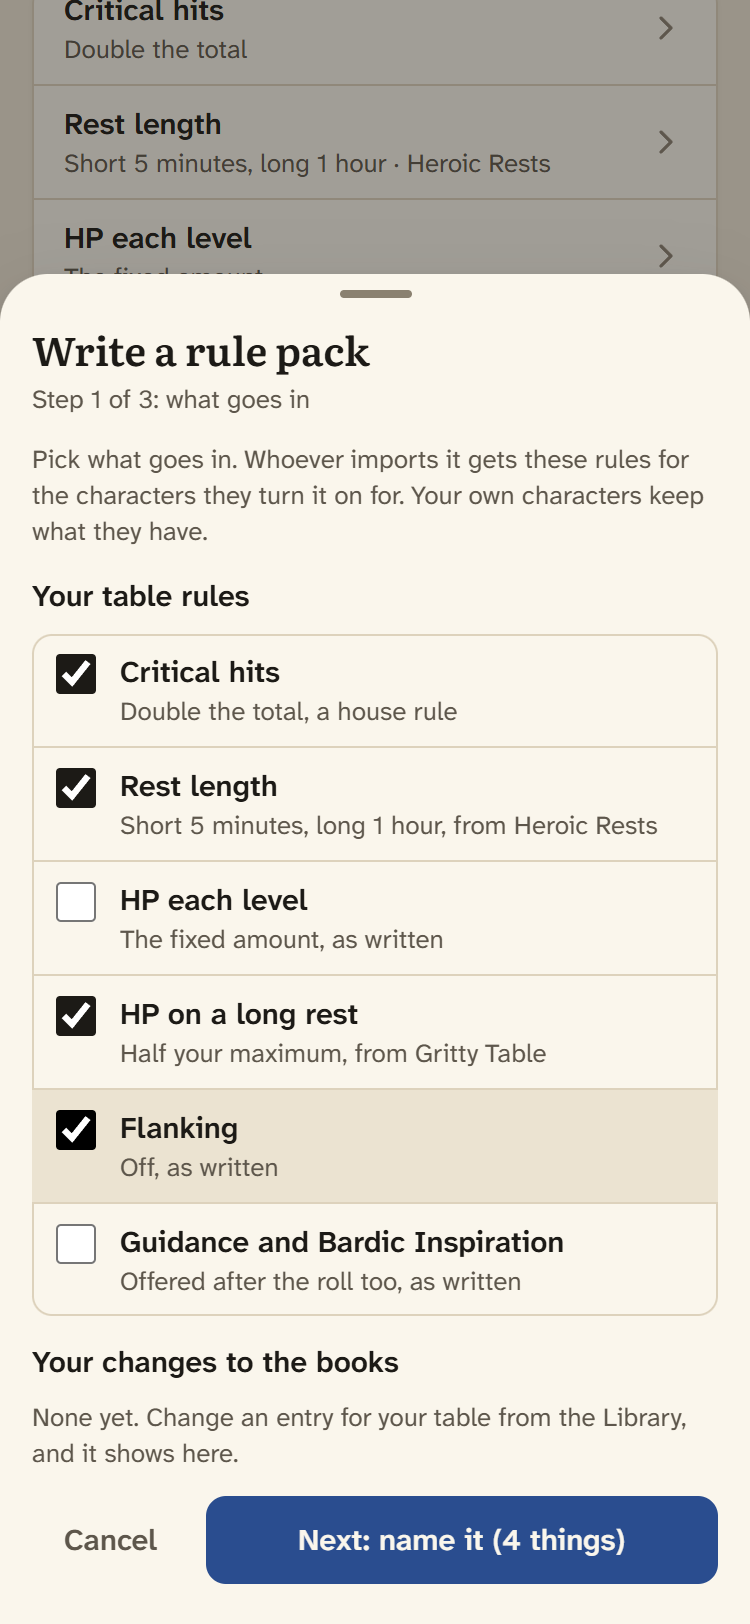 Critical hits
Double the total
Rest length
Short 5 minutes, long 1 hour · Heroic Rests
HP each level
The fixed amount
Write a rule pack
Step 1 of 3: what goes in
Pick what goes in. Whoever imports it gets these rules for
the characters they turn it on for. Your own characters keep
what they have.
Your table rules
Critical hits
Double the total, a house rule
Rest length
Short 5 minutes, long 1 hour, from Heroic Rests
HP each level
The fixed amount, as written
HP on a long rest
Half your maximum, from Gritty Table
Flanking
Off, as written
Guidance and Bardic Inspiration
Offered after the roll too, as written
Your changes to the books
None yet. Change an entry for your table from the Library,
and it shows here.
Cancel
Next: name it (4 things)